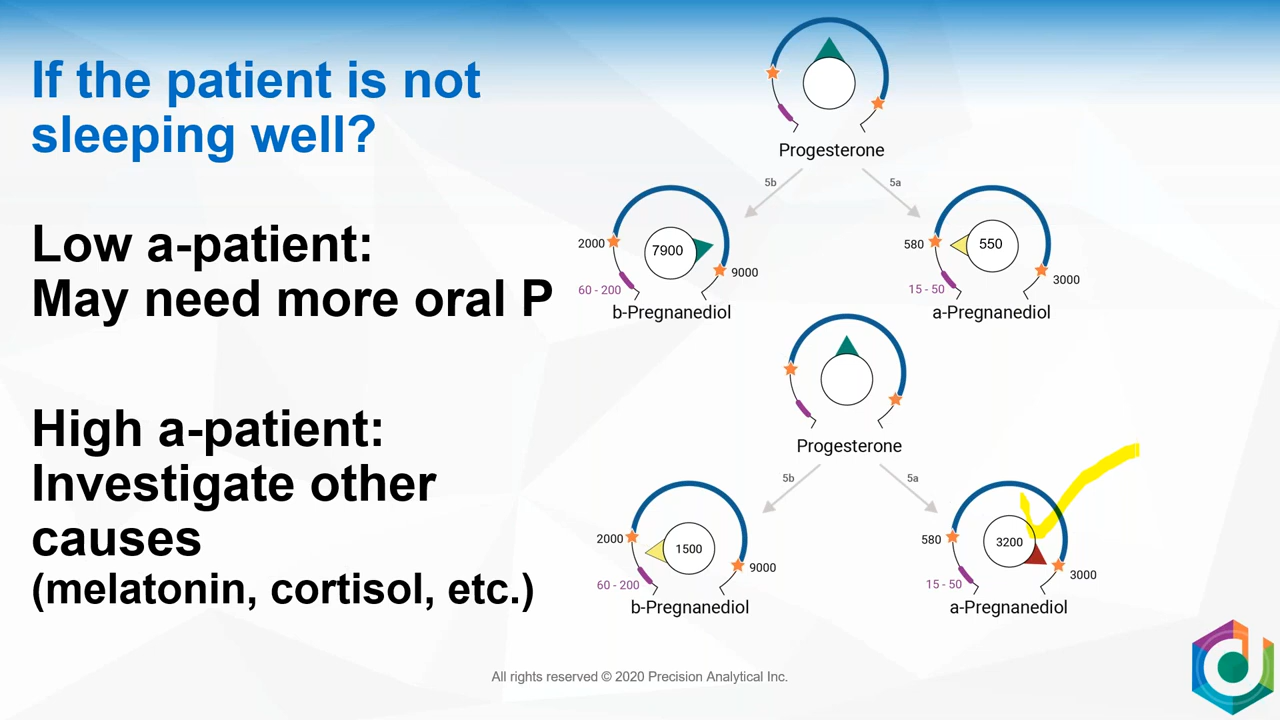 If the patient is not
sleeping well?
Low a-patient:
May need more oral P
High a-patient:
Investigate other
causes
(melatonin, cortisol, etc.)
Progesterone
5b
5a
2000
7900
9000
60 - 200
b-Pregnanediol
580
550
3000
15 - 50
a-Pregnanediol
Progesterone
5b
5a
2000
1500
9000
60 - 200
b-Pregnanediol
580
3200
3000
15 - 50
a-Pregnanediol
All rights reserved © 2020 Precision Analytical Inc.